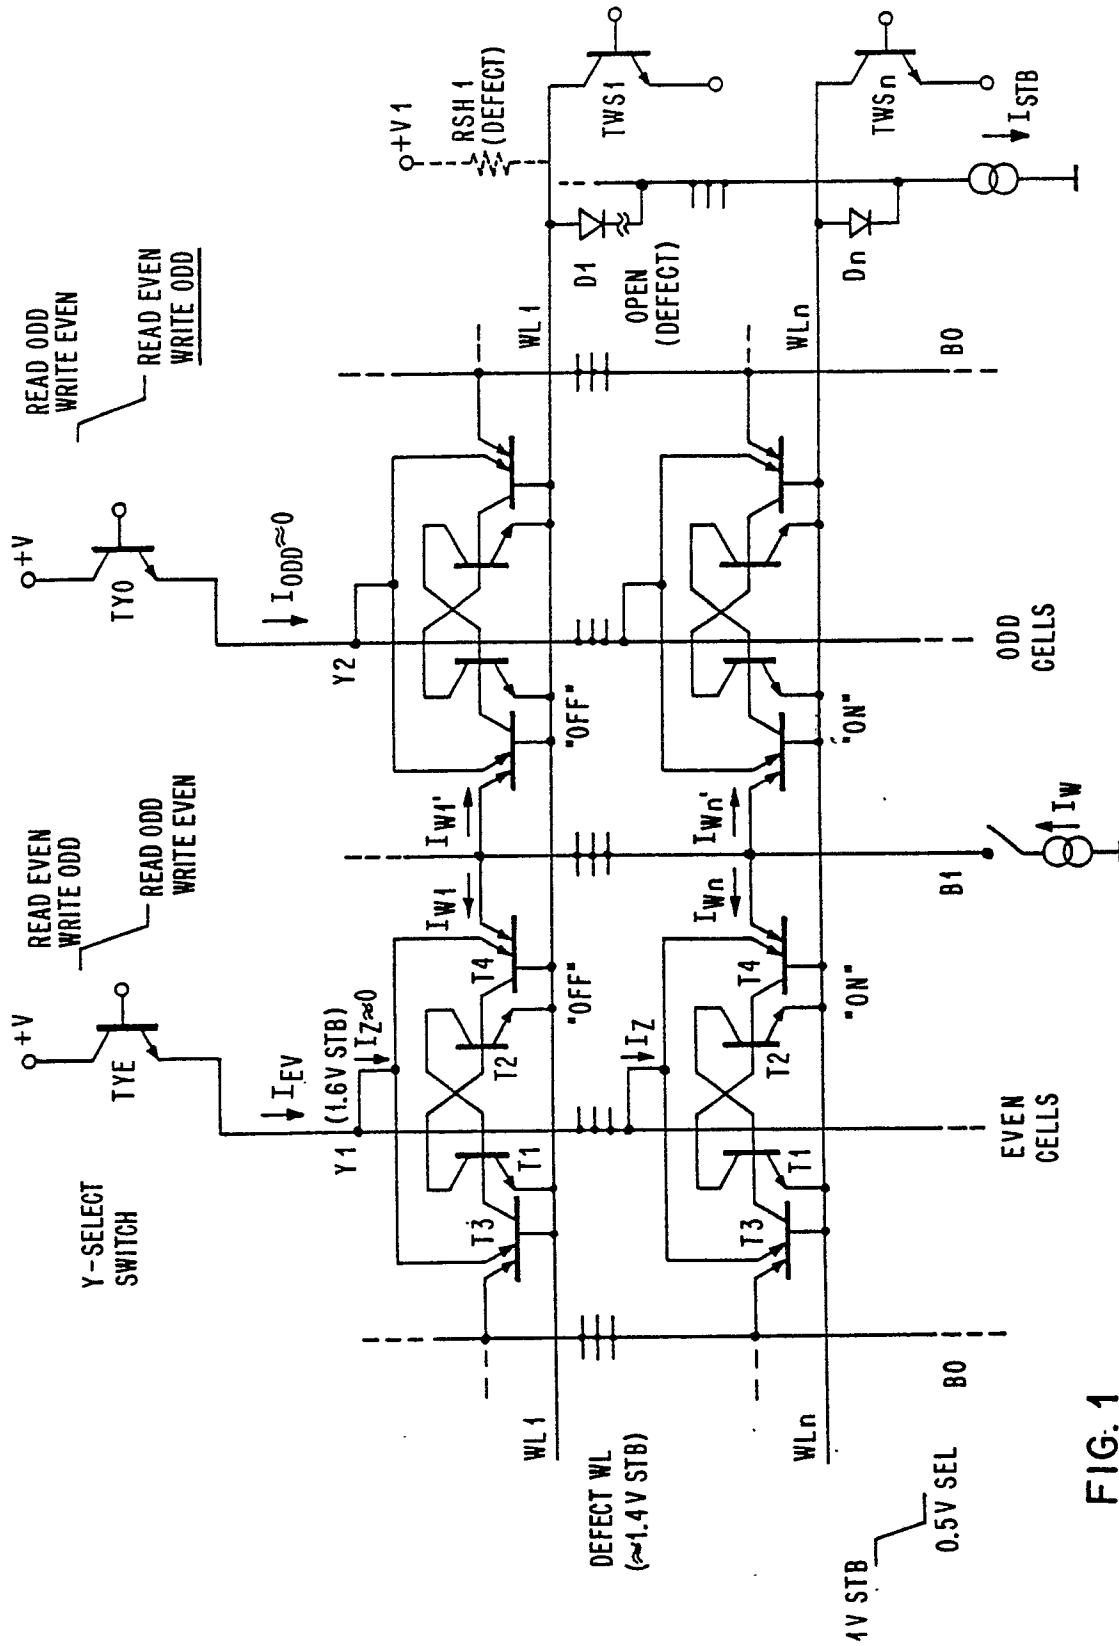 Y-SELECT
SWITCH
+V
TYE
READ EVEN
WRITE ODD
READ ODD
WRITE EVEN
+V
TYO
READ ODD
WRITE EVEN
READ EVEN
WRITE ODD
I_EV
I_ODD≈0
Y1
(1.6V STB)
I_Z≈0
Y2
+V1
RSH 1
(DEFECT)
T3
T1
T2
T4
I_W1
I_W1'
WL1
"OFF"
"OFF"
WL1
D1
TWS1
DEFECT WL
(≈1.4V STB)
OPEN
(DEFECT)
I_Z
T3
T1
T2
T4
I_Wn
I_Wn'
WLn
"ON"
"ON"
WLn
Dn
TWSn
1V STB
0.5V SEL
B0
EVEN
CELLS
B1
I_W
ODD
CELLS
B0
I_STB
FIG. 1